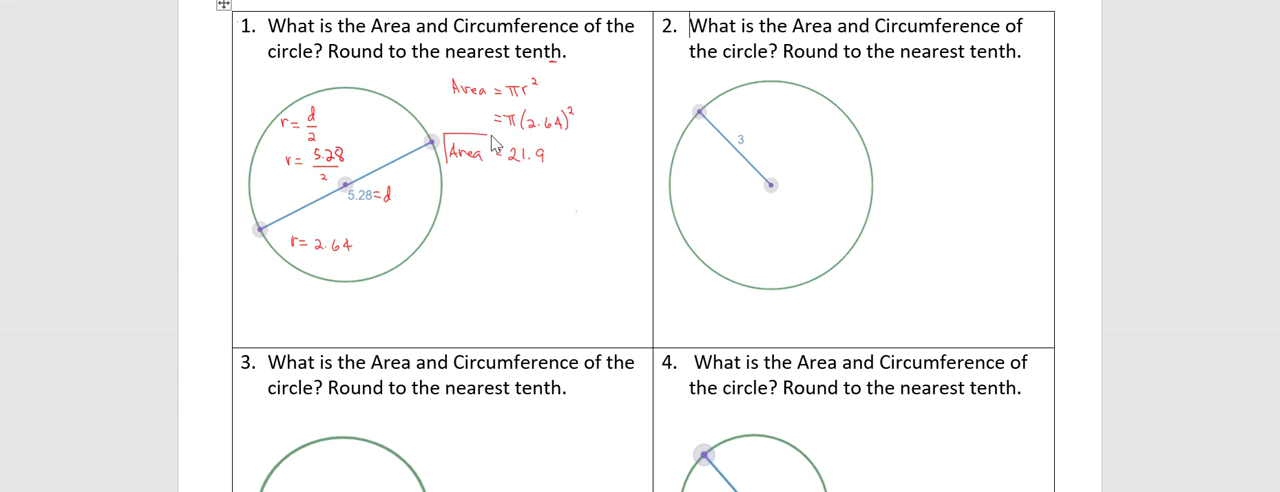 1. What is the Area and Circumference of the
circle? Round to the nearest tenth.
r = d/2
r = 5.28/2
5.28 = d
r = 2.64
Area = πr²
= π(2.64)²
Area ≈ 21.9
2. What is the Area and Circumference of
the circle? Round to the nearest tenth.
3
3. What is the Area and Circumference of the
circle? Round to the nearest tenth.
4. What is the Area and Circumference of
the circle? Round to the nearest tenth.